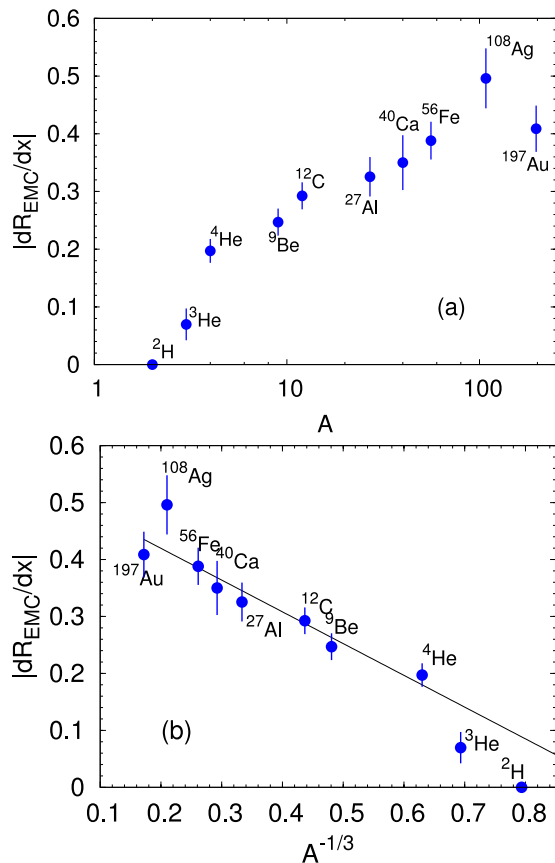 0.6
0.5
0.4
0.3
0.2
0.1
0
|dR_EMC/dx|
²H
³He
⁴He
⁹Be
¹²C
²⁷Al
⁴⁰Ca
⁵⁶Fe
¹⁰⁸Ag
¹⁹⁷Au
(a)
1 10 100
A
0.6
0.5
0.4
0.3
0.2
0.1
0
|dR_EMC/dx|
¹⁰⁸Ag
¹⁹⁷Au
⁵⁶Fe
⁴⁰Ca
²⁷Al
¹²C
⁹Be
⁴He
³He
²H
(b)
0.1 0.2 0.3 0.4 0.5 0.6 0.7 0.8
A⁻¹/³